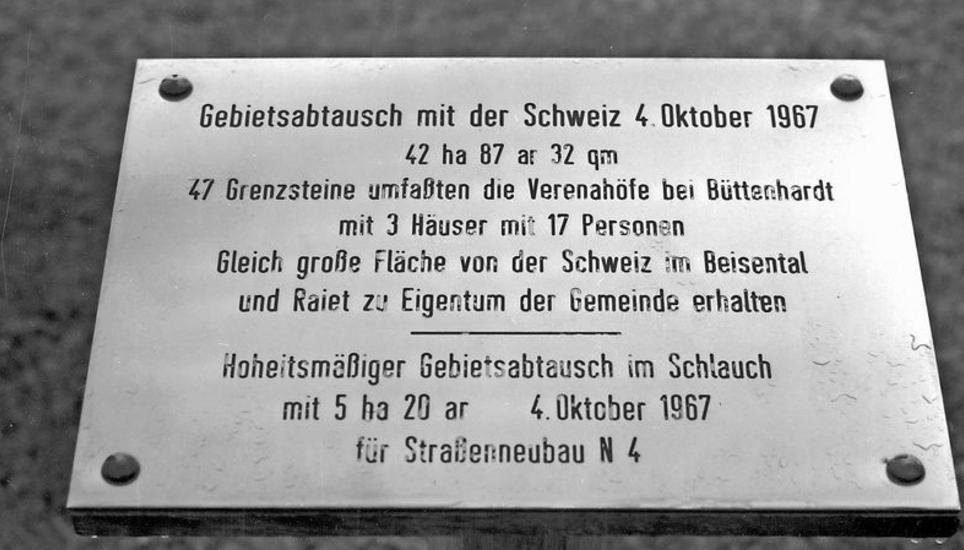 Gebietsabtausch mit der Schweiz 4. Oktober 1967
42 ha 87 ar 32 qm
47 Grenzsteine umfaßten die Verenahöfe bei Büttenhardt
mit 3 Häuser mit 17 Personen
Gleich große Fläche von der Schweiz im Beisental
und Raiet zu Eigentum der Gemeinde erhalten
Hoheitsmäßiger Gebietsabtausch im Schlauch
mit 5 ha 20 ar 4. Oktober 1967
für Straßenneubau N 4